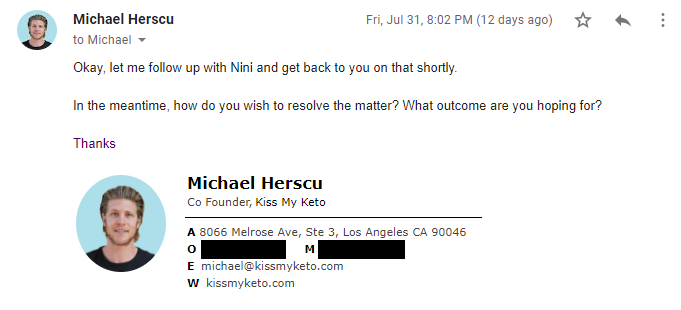 Michael Herscu
Fri, Jul 31, 8:02 PM (12 days ago)
to Michael
Okay, let me follow up with Nini and get back to you on that shortly.
In the meantime, how do you wish to resolve the matter? What outcome are you hoping for?
Thanks
Michael Herscu
Co Founder, Kiss My Keto
A 8066 Melrose Ave, Ste 3, Los Angeles CA 90046
O M
E michael@kissmyketo.com
W kissmyketo.com